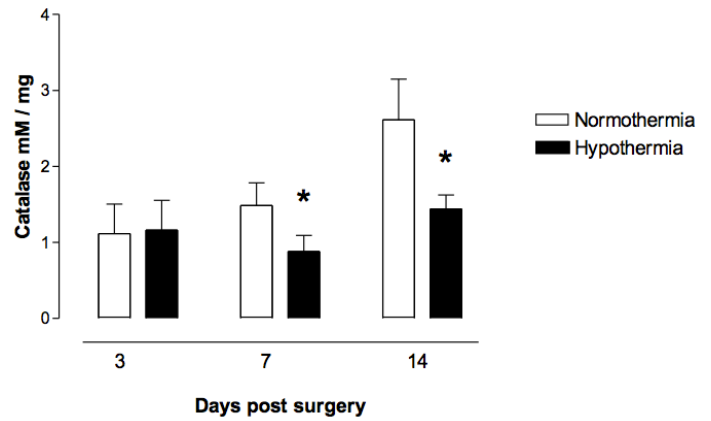 4
3
2
1
0
Catalase mM / mg
*
*
Normothermia
Hypothermia
3 7 14
Days post surgery